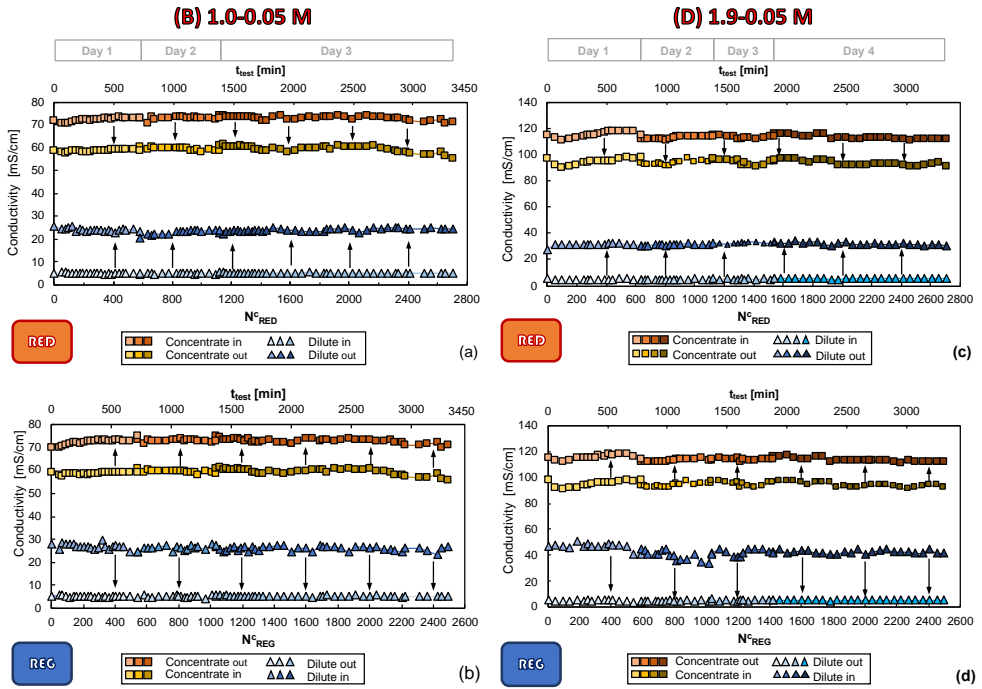 (B) 1.0-0.05 M
Day 1 Day 2 Day 3
t_test [min]
0 500 1000 1500 2000 2500 3000 3400
Conductivity [mS/cm]
80
70
60
50
40
30
20
10
0
0 400 800 1200 1600 2000 2400 2800
N^c_RED
RED
Concentrate in
Dilute in
Concentrate out
Dilute out
(a)
(D) 1.9-0.05 M
Day 1 Day 2 Day 3 Day 4
t_test [min]
0 500 1000 1500 2000 2500 3000
Conductivity [mS/cm]
140
120
100
80
60
40
20
0
0 200 400 600 800 1000 1200 1400 1600 1800 2000 2200 2400 2600 2800
N^c_RED
RED
Concentrate in
Dilute in
Concentrate out
Dilute out
(c)
t_test [min]
0 500 1000 1500 2000 2500 3000 3450
Conductivity [mS/cm]
90
80
70
60
50
40
30
20
10
0
0 200 400 600 800 1000 1200 1400 1600 1800 2000 2200 2400 2600
N^c_REG
REG
Concentrate out
Dilute out
Concentrate in
Dilute in
(b)
t_test [min]
0 500 1000 1500 2000 2500 3000
Conductivity [mS/cm]
140
120
100
80
60
40
20
0
0 200 400 600 800 1000 1200 1400 1600 1800 2000 2200 2400 2600
N^c_REG
REG
Concentrate out
Dilute out
Concentrate in
Dilute in
(d)